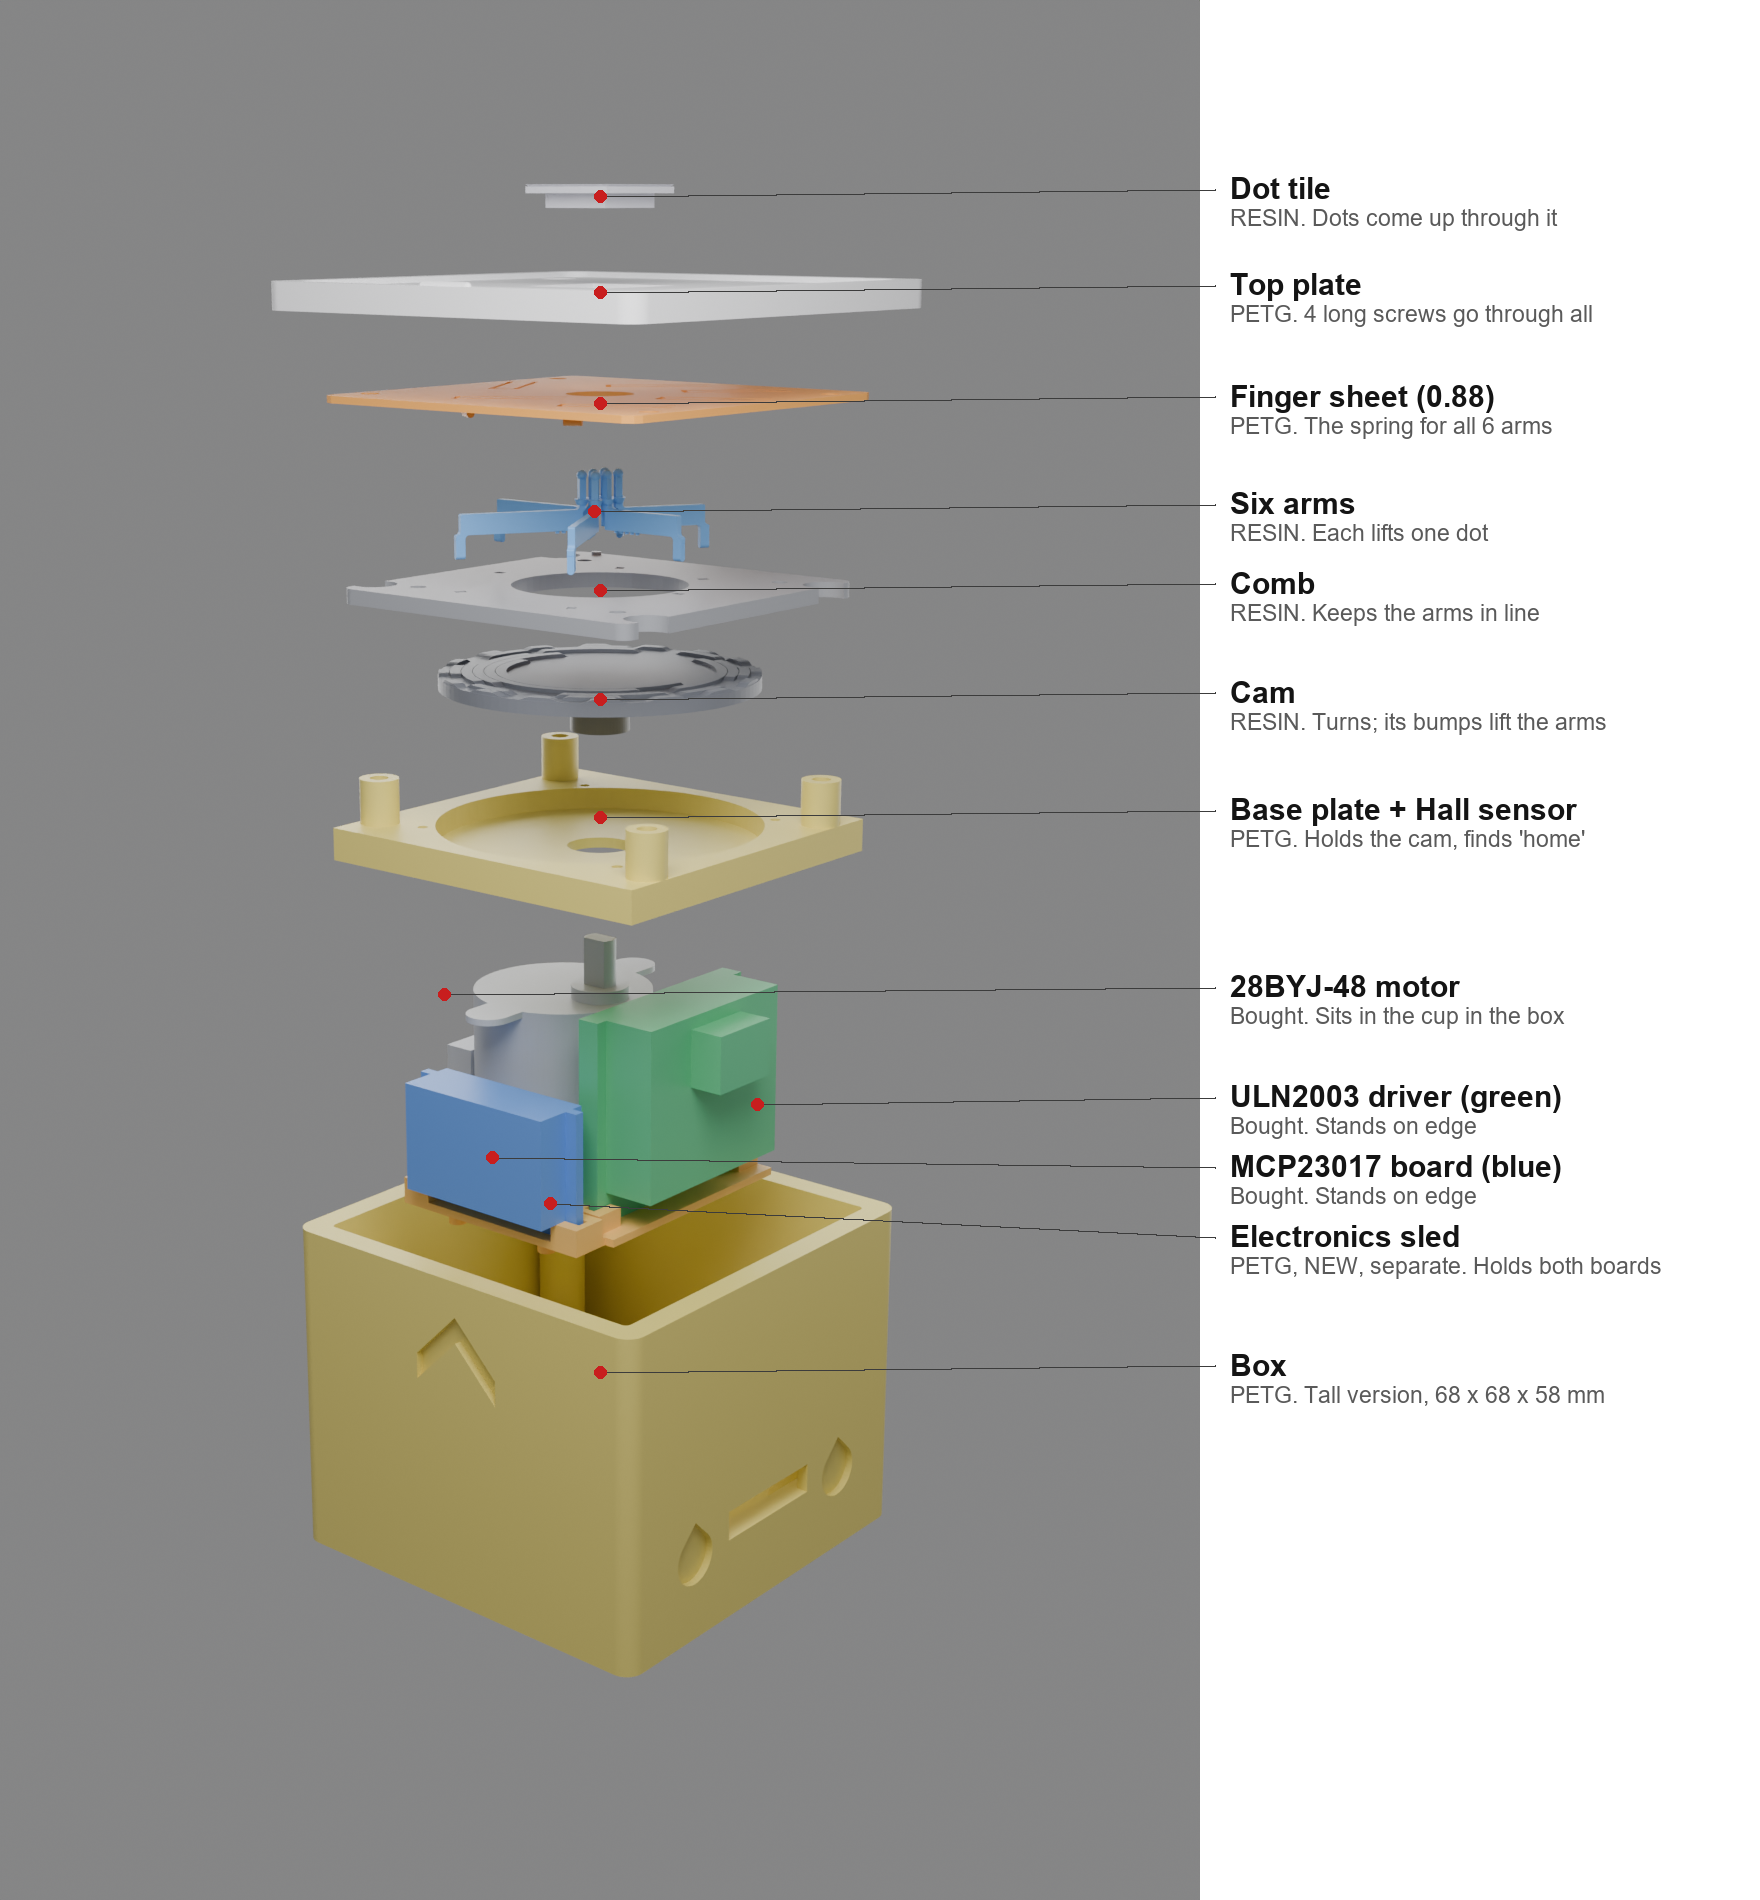 Dot tile
RESIN. Dots come up through it
Top plate
PETG. 4 long screws go through all
Finger sheet (0.88)
PETG. The spring for all 6 arms
Six arms
RESIN. Each lifts one dot
Comb
RESIN. Keeps the arms in line
Cam
RESIN. Turns; its bumps lift the arms
Base plate + Hall sensor
PETG. Holds the cam, finds 'home'
28BYJ-48 motor
Bought. Sits in the cup in the box
ULN2003 driver (green)
Bought. Stands on edge
MCP23017 board (blue)
Bought. Stands on edge
Electronics sled
PETG, NEW, separate. Holds both boards
Box
PETG. Tall version, 68 x 68 x 58 mm